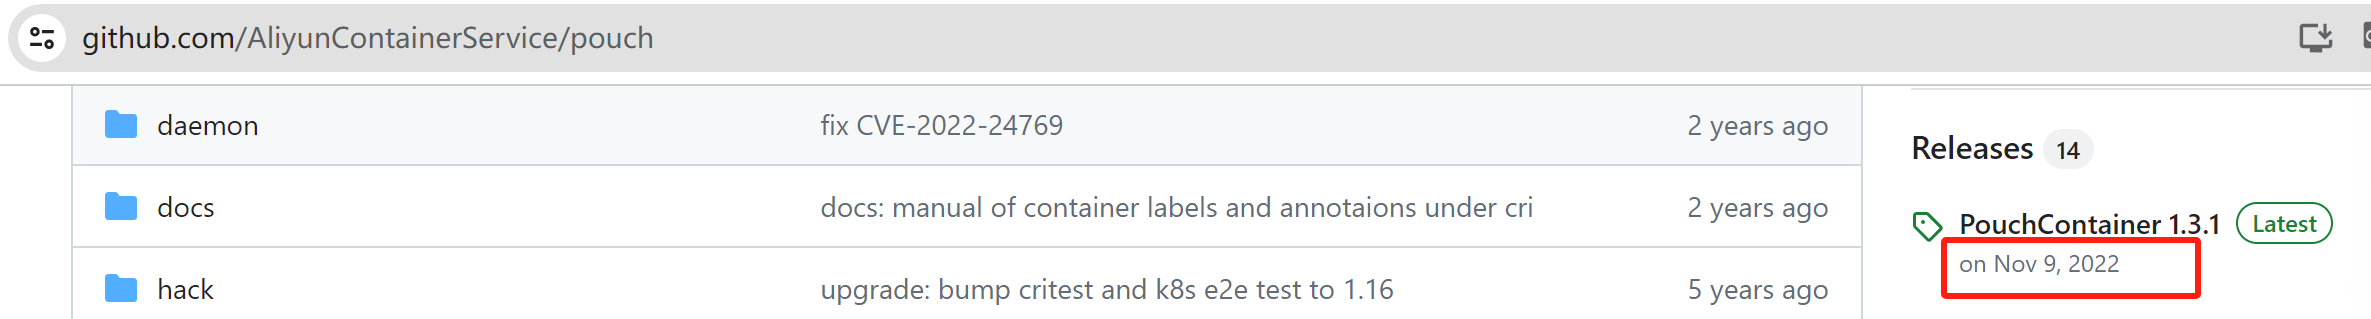 github.com/AliyunContainerService/pouch
daemon fix CVE-2022-24769 2 years ago
docs docs: manual of container labels and annotaions under cri 2 years ago
hack upgrade: bump critest and k8s e2e test to 1.16 5 years ago
Releases 14
PouchContainer 1.3.1 Latest
on Nov 9, 2022